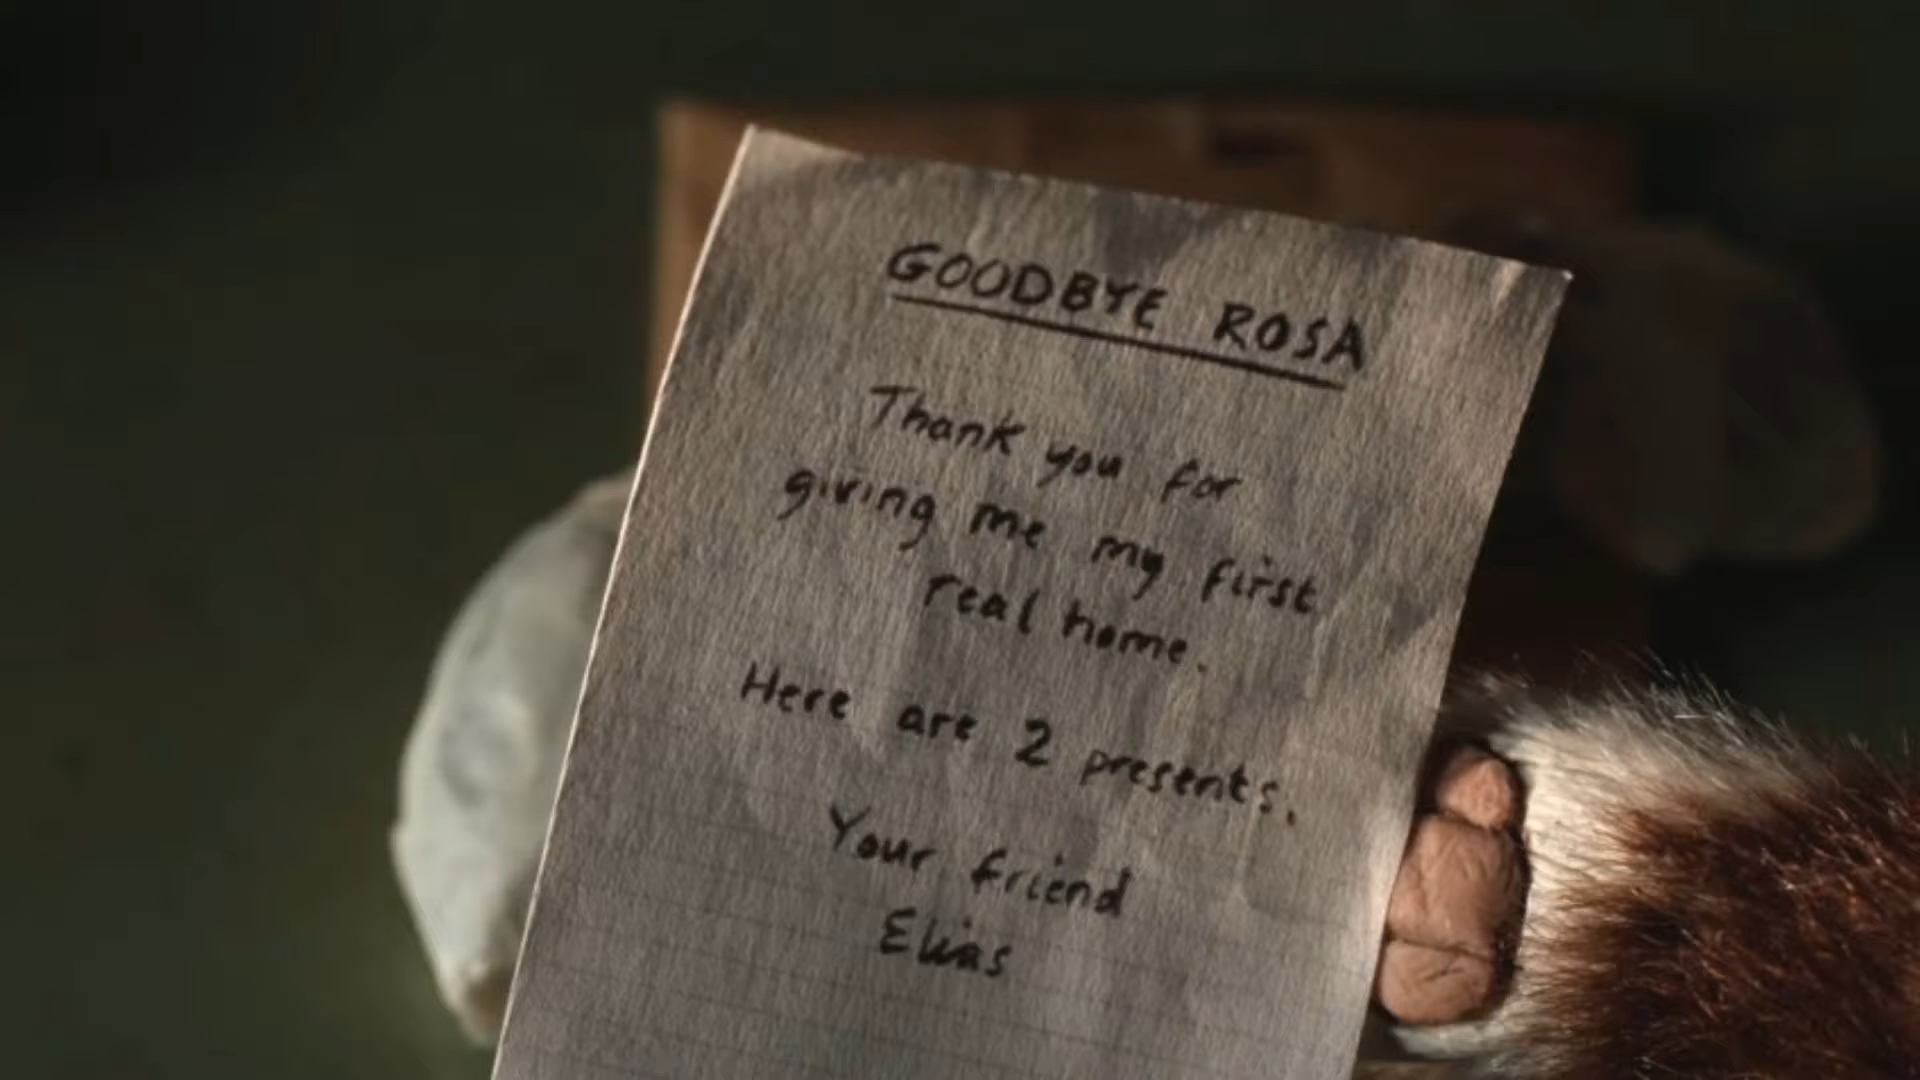 GOODBYE ROSA
Thank you for
giving me my first
real home.
Here are 2 presents.
Your friend
Elias